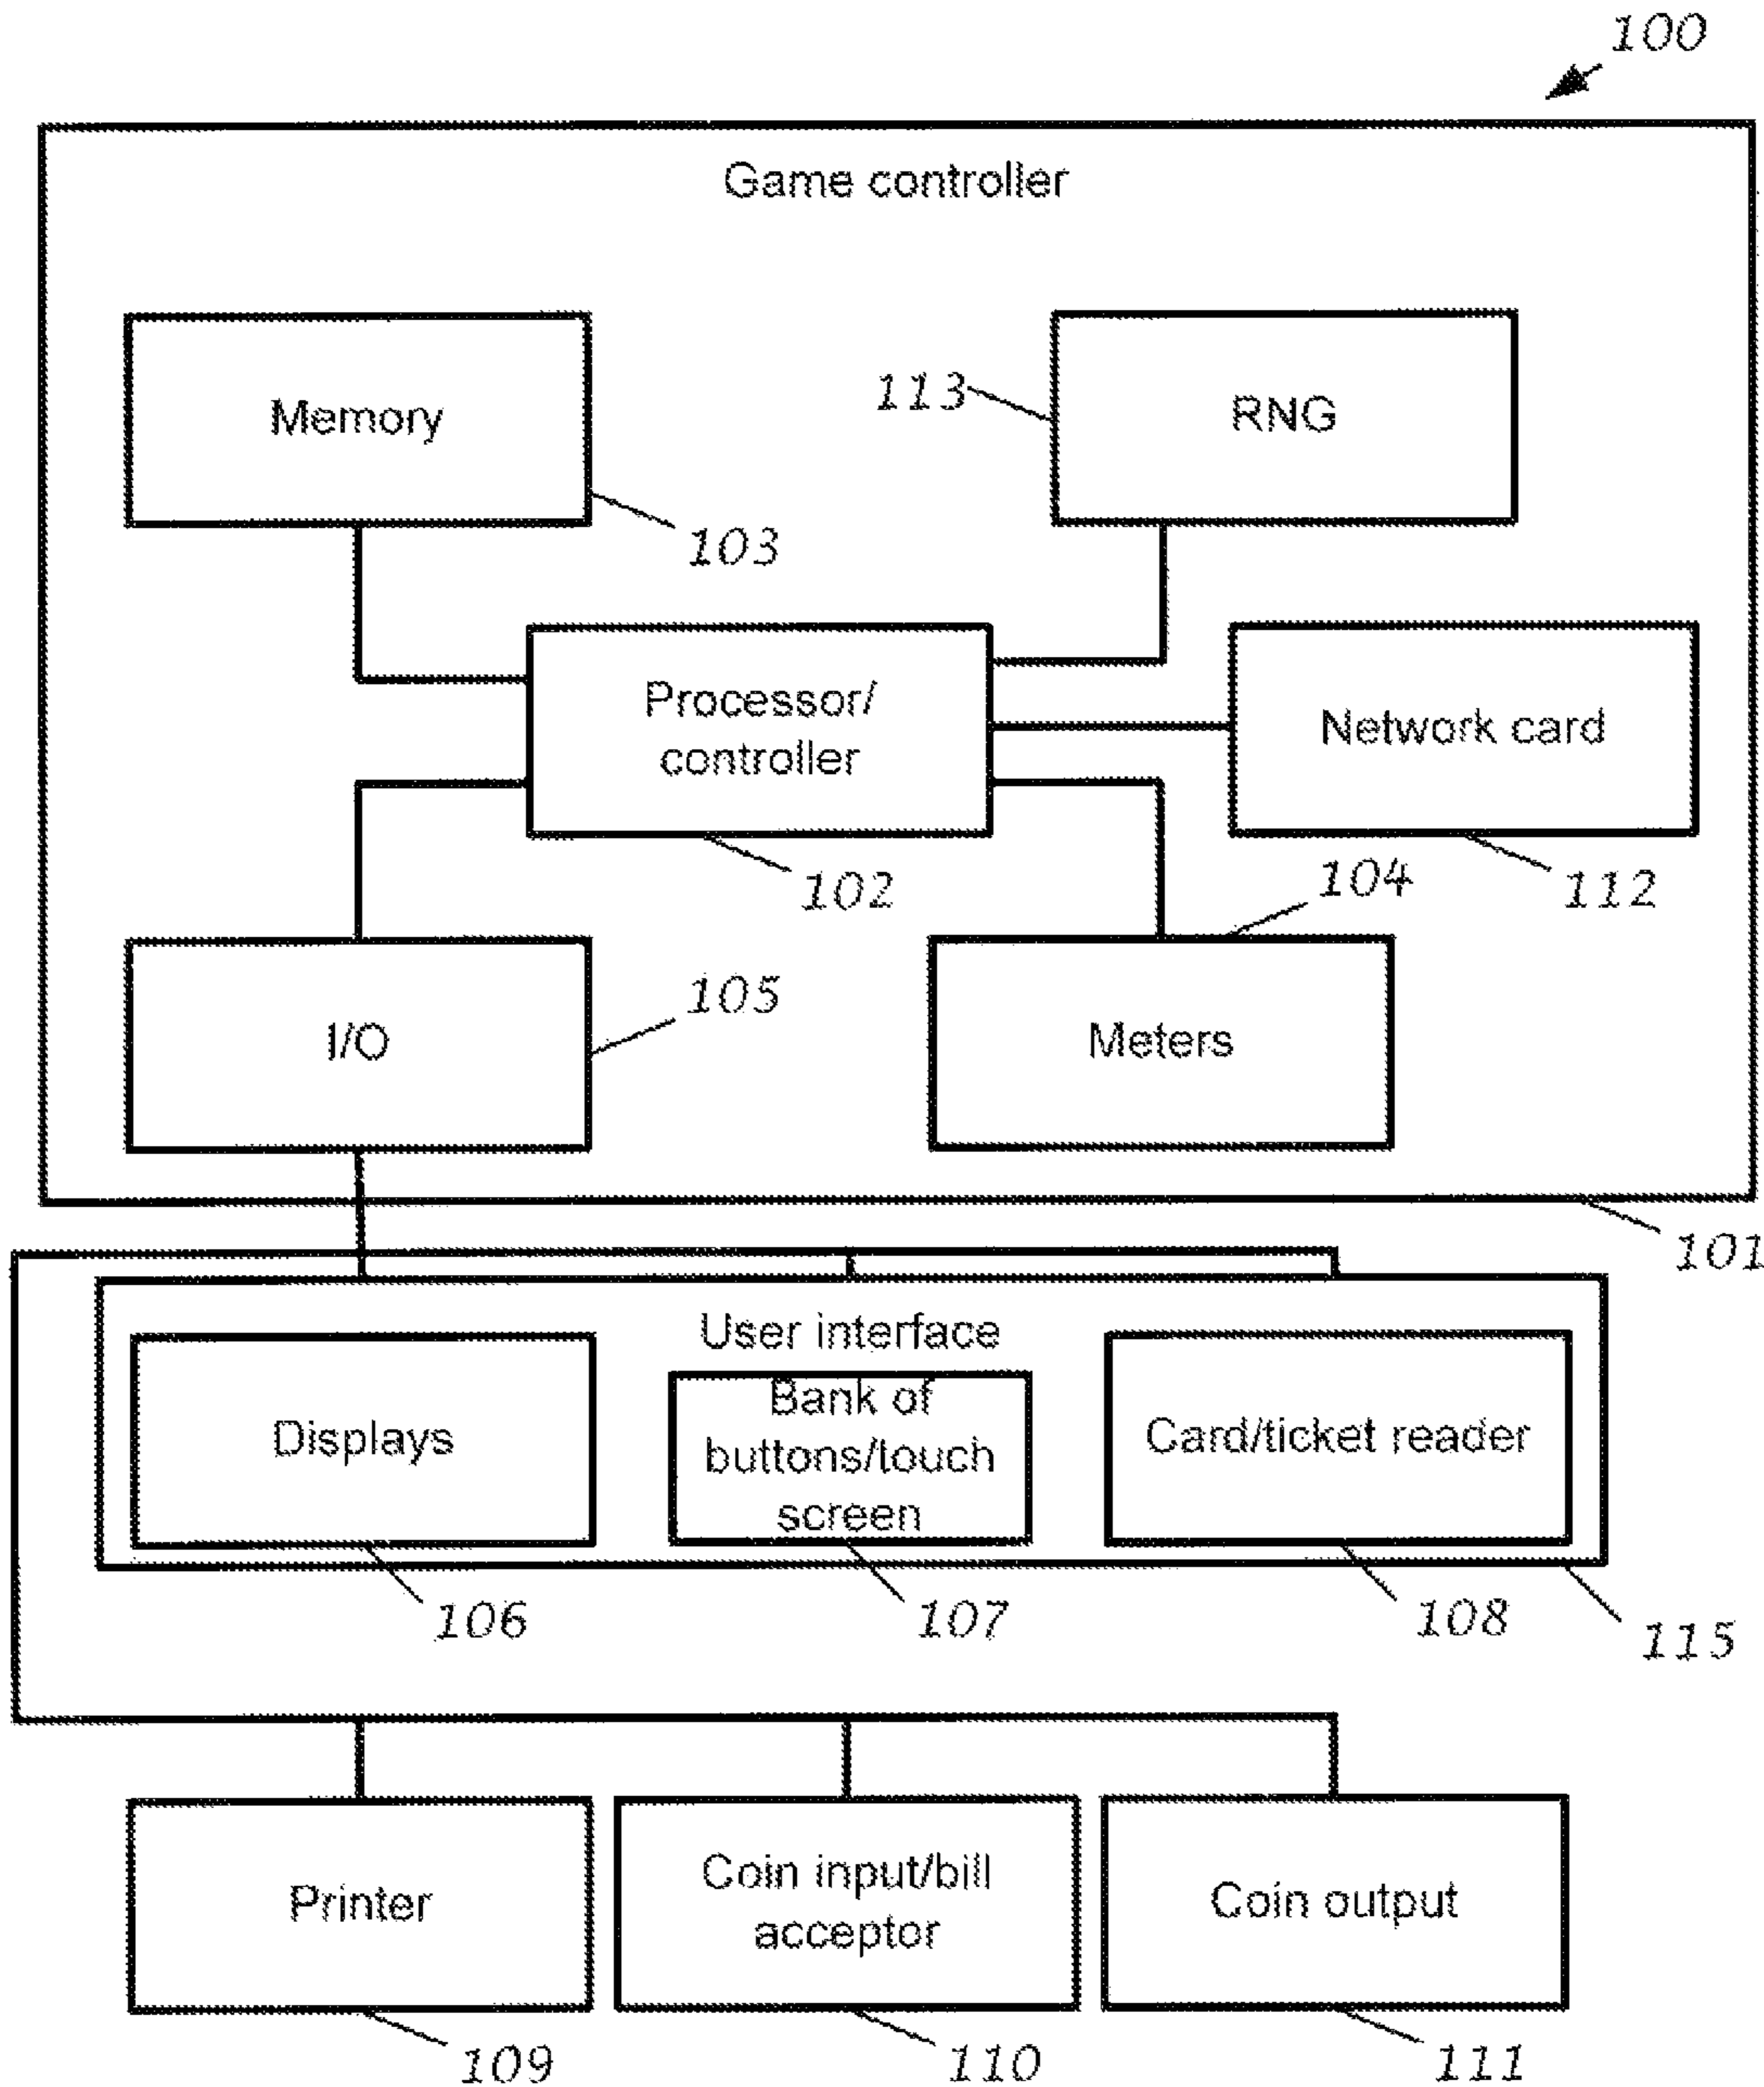 100
Game controller
Memory
113
RNG
103
Processor/
controller
Network card
102
104
112
I/O
105
Meters
101
User interface
Displays
Bank of
buttons/touch
screen
Card/ticket reader
106
107
108
115
Printer
Coin input/bill
acceptor
Coin output
109
110
111